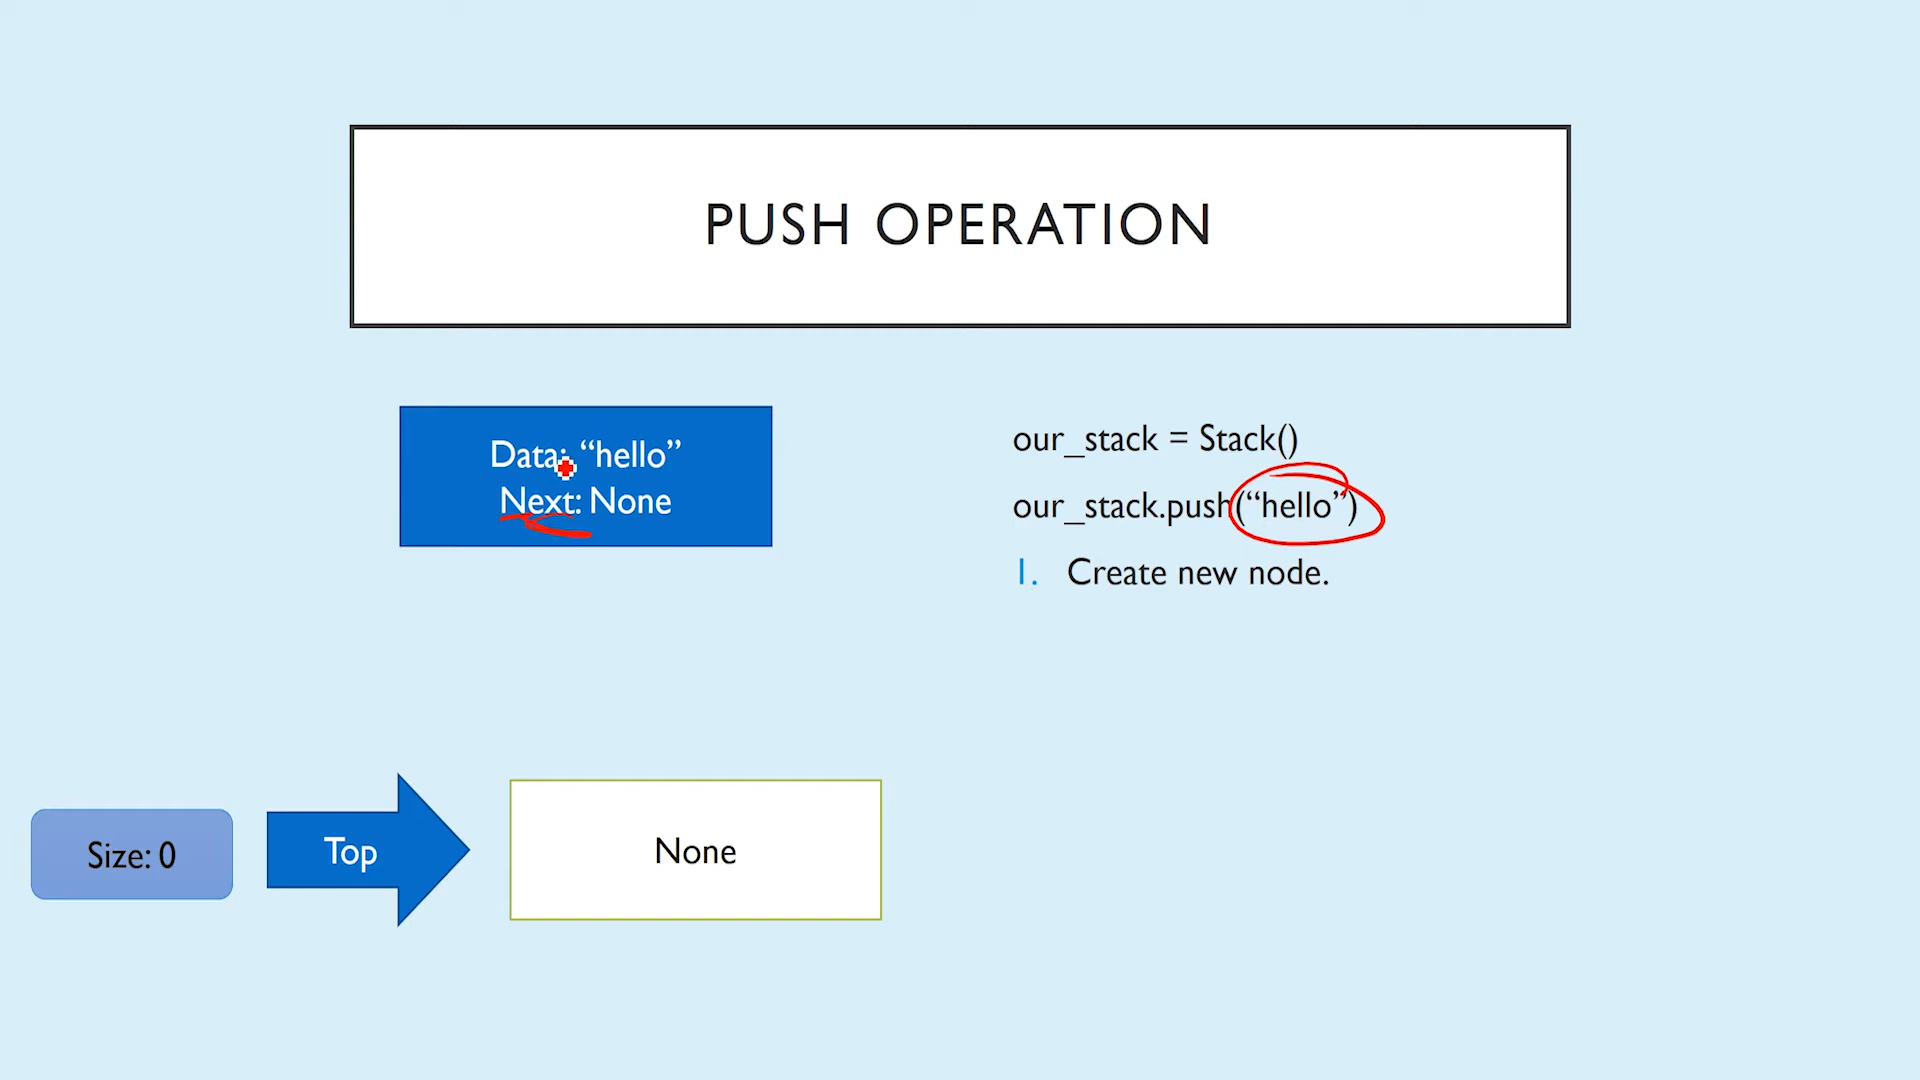 PUSH OPERATION
Data: “hello”
Next: None
our_stack = Stack()
our_stack.push(“hello”)
1. Create new node.
Size: 0
Top
None